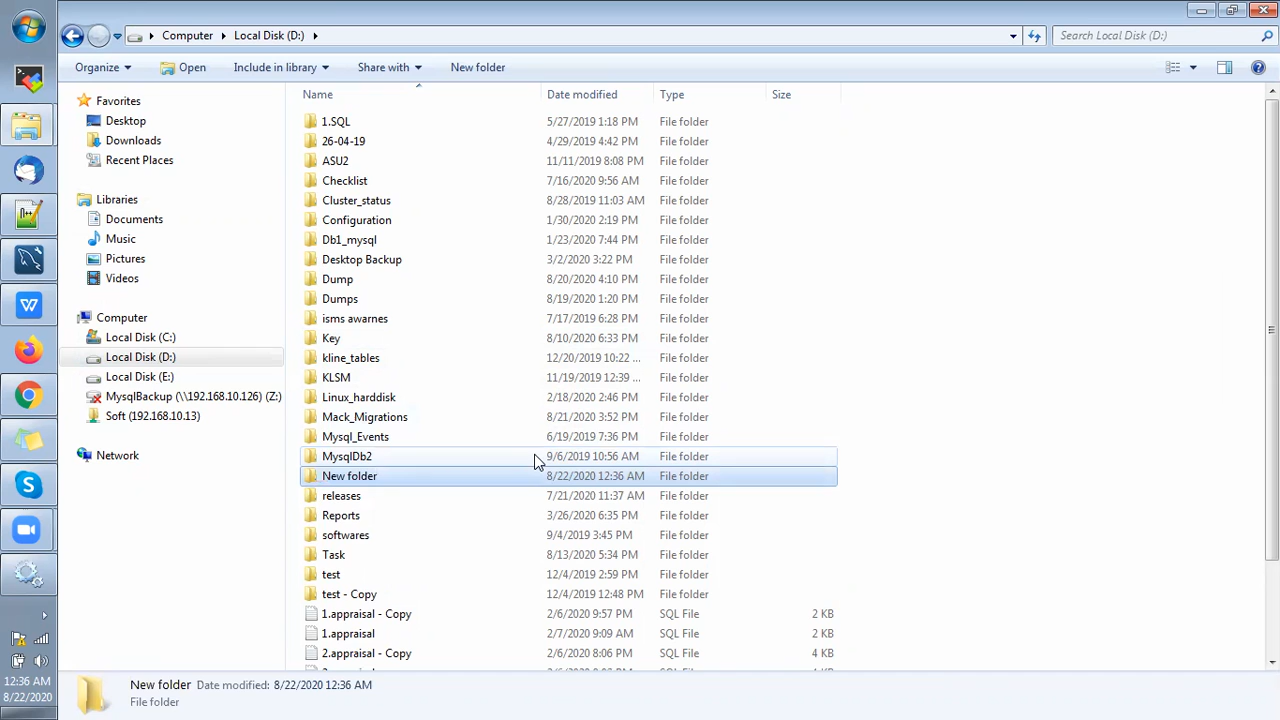 Computer Local Disk (D:) Search Local Disk (D:)
Organize Open Include in library Share with New folder
Name Date modified Type Size
Favorites
Desktop
Downloads
Recent Places
Libraries
Documents
Music
Pictures
Videos
Computer
Local Disk (C:)
Local Disk (D:)
Local Disk (E:)
MysqlBackup (\\192.168.10.126) (Z:)
Soft (192.168.10.13)
Network
1.SQL 5/27/2019 1:18 PM File folder
26-04-19 4/29/2019 4:42 PM File folder
ASU2 11/11/2019 8:08 PM File folder
Checklist 7/16/2020 9:56 AM File folder
Cluster_status 8/28/2019 11:03 AM File folder
Configuration 1/30/2020 2:19 PM File folder
Db1_mysql 1/23/2020 7:44 PM File folder
Desktop Backup 3/2/2020 3:22 PM File folder
Dump 8/20/2020 4:10 PM File folder
Dumps 8/19/2020 1:20 PM File folder
isms awarnes 7/17/2019 6:28 PM File folder
Key 8/10/2020 6:33 PM File folder
kline_tables 12/20/2019 10:22 ... File folder
KLSM 11/19/2019 12:39 ... File folder
Linux_harddisk 2/18/2020 2:46 PM File folder
Mack_Migrations 8/21/2020 3:52 PM File folder
Mysql_Events 6/19/2019 7:36 PM File folder
MysqlDb2 9/6/2019 10:56 AM File folder
New folder 8/22/2020 12:36 AM File folder
releases 7/21/2020 11:37 AM File folder
Reports 3/26/2020 6:35 PM File folder
softwares 9/4/2019 3:45 PM File folder
Task 8/13/2020 5:34 PM File folder
test 12/4/2019 2:59 PM File folder
test - Copy 12/4/2019 12:48 PM File folder
1.appraisal - Copy 2/6/2020 9:57 PM SQL File 2 KB
1.appraisal 2/7/2020 9:09 AM SQL File 2 KB
2.appraisal - Copy 2/6/2020 8:06 PM SQL File 4 KB
New folder Date modified: 8/22/2020 12:36 AM
File folder
12:36 AM
8/22/2020